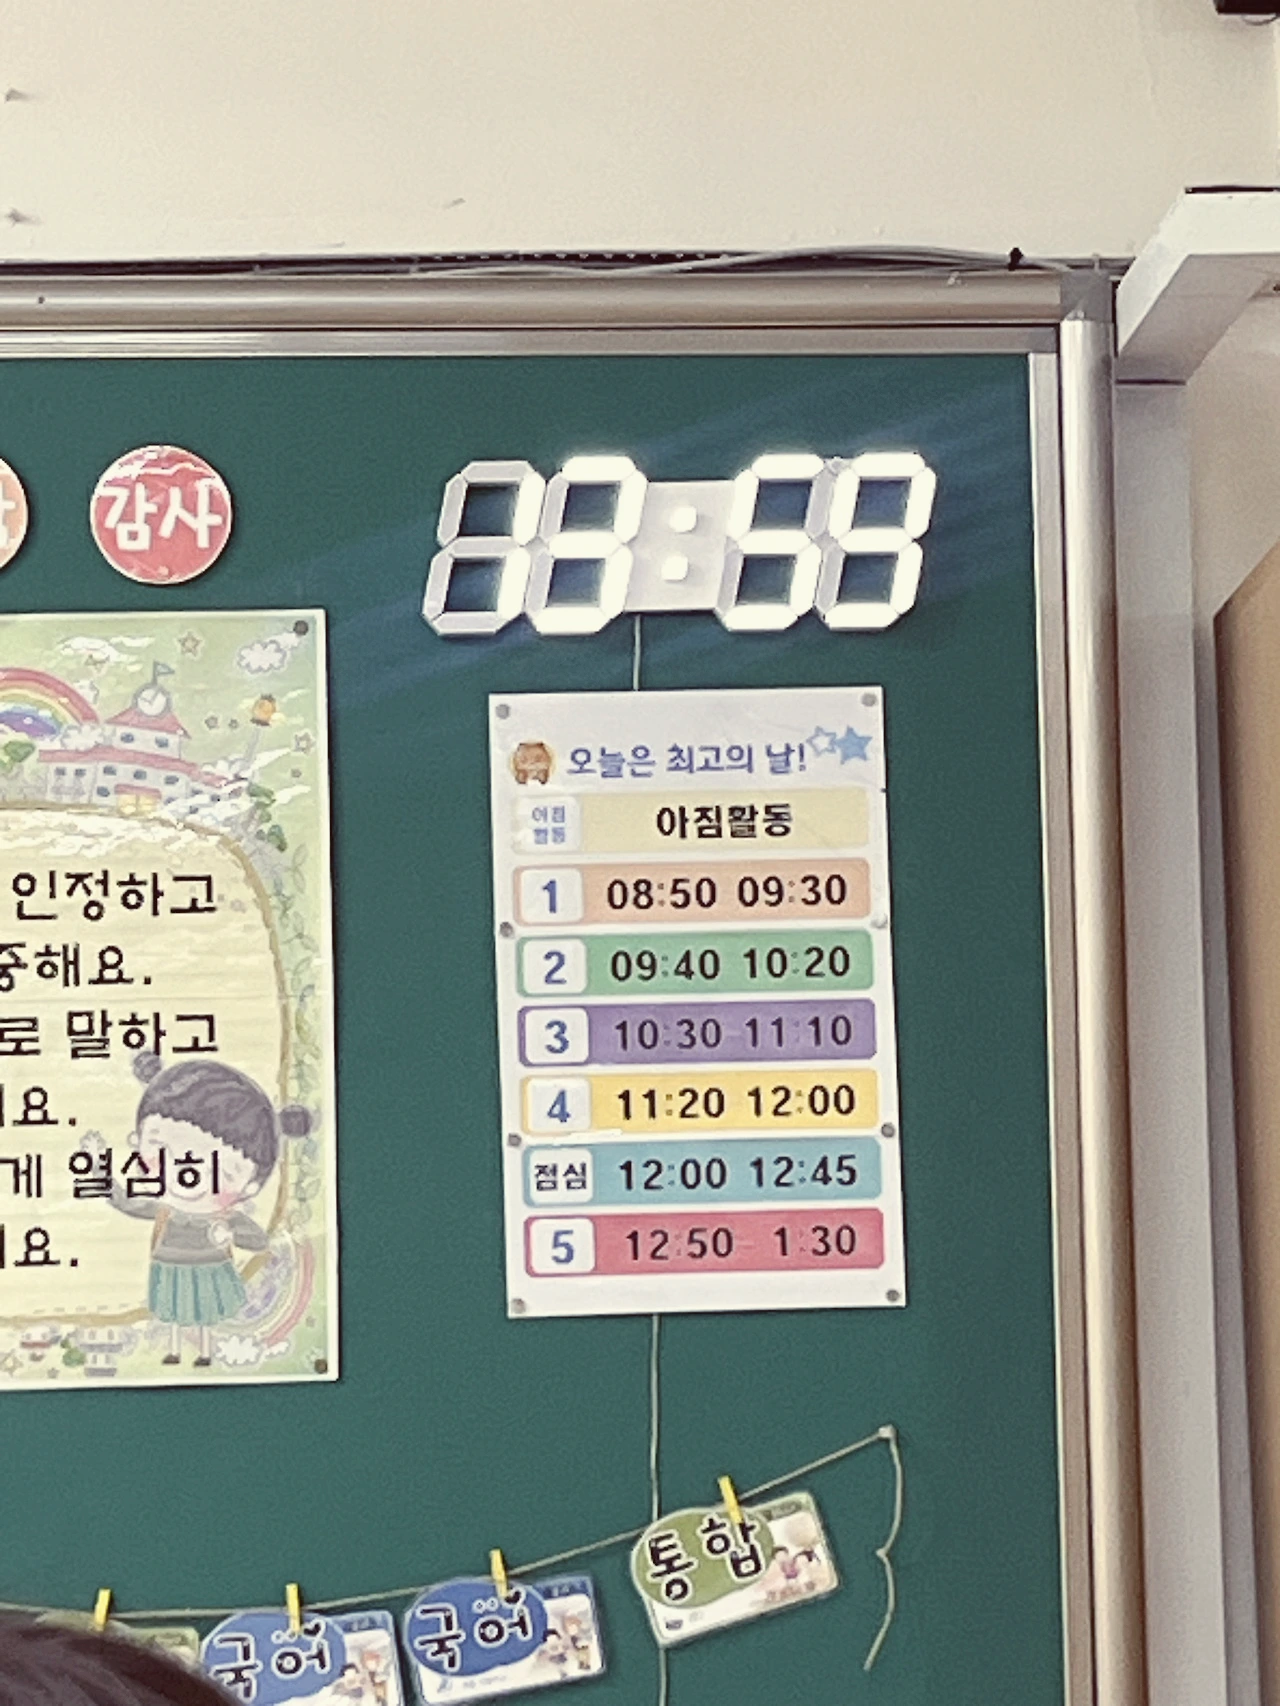 감사
13:59
오늘은 최고의 날!
아침활동 아침활동
1 08:50 09:30
2 09:40 10:20
3 10:30 11:10
4 11:20 12:00
점심 12:00 12:45
5 12:50 1:30
인정하고
중해요.
로 말하고
요.
게 열심히
요.
국어
국어
통합